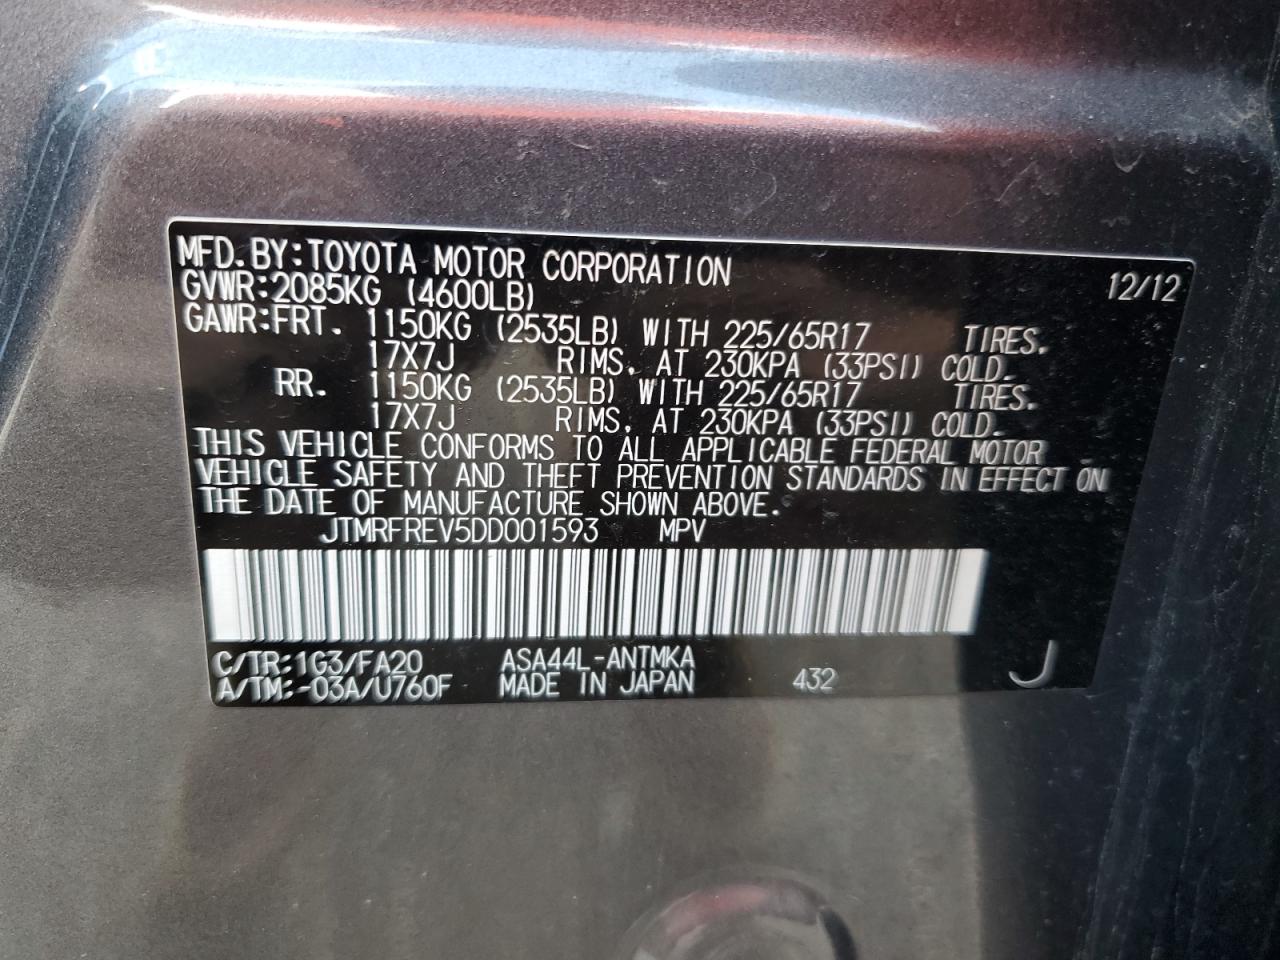 MFD. BY:TOYOTA MOTOR CORPORATION 12/12
GVWR:2085KG (4600LB)
GAWR:FRT. 1150KG (2535LB) WITH 225/65R17 TIRES.
17X7J RIMS, AT 230KPA (33PSI) COLD.
RR. 1150KG (2535LB) WITH 225/65R17 TIRES.
17X7J RIMS, AT 230KPA (33PSI) COLD.
THIS VEHICLE CONFORMS TO ALL APPLICABLE FEDERAL MOTOR
VEHICLE SAFETY AND THEFT PREVENTION STANDARDS IN EFFECT ON
THE DATE OF MANUFACTURE SHOWN ABOVE.
JTMRFREV5DD001593 MPV
C/TR:1G3/FA20 ASA44L-ANTMKA
A/TM:-03A/U760F MADE IN JAPAN 432 J